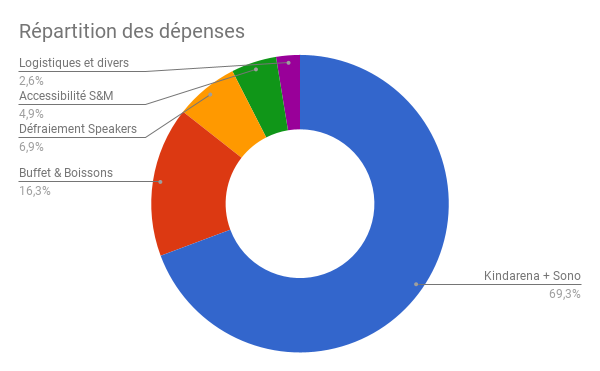 Répartition des dépenses
Logistiques et divers
2,6%
Accessibilité S&M
4,9%
Défraiement Speakers
6,9%
Buffet & Boissons
16,3%
Kindarena + Sono
69,3%